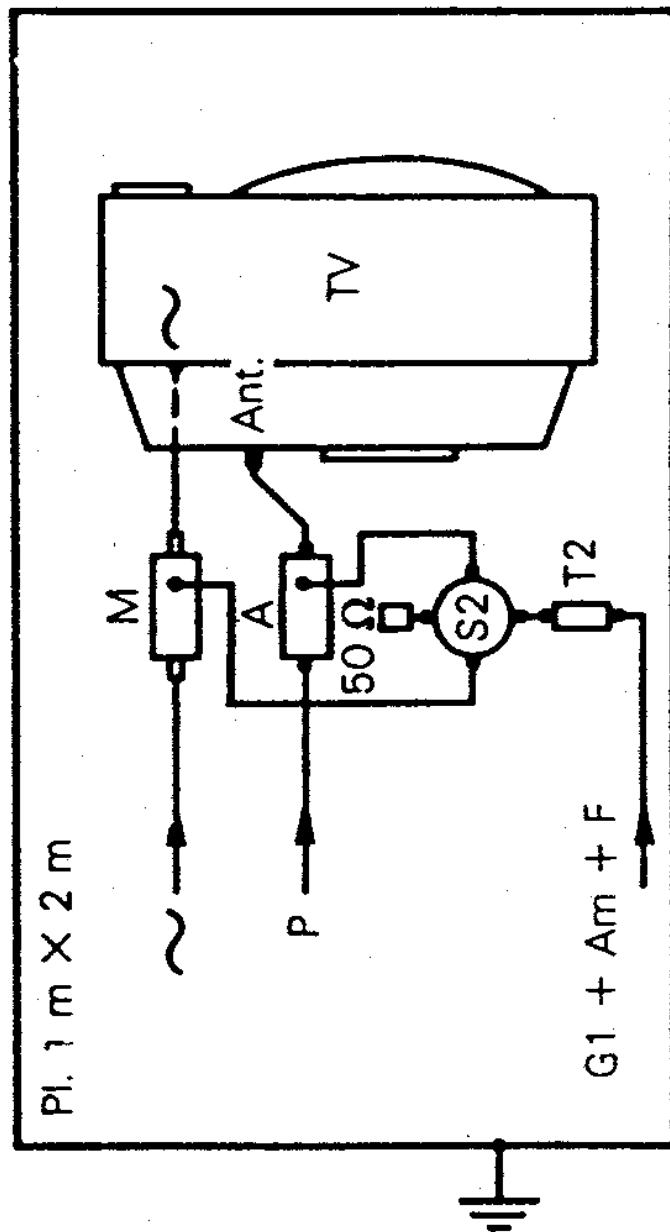 Pl. 1 m X 2 m
~
M
~
TV
P
A
Ant.
50 Ω
S2
T2
G1 + Am + F